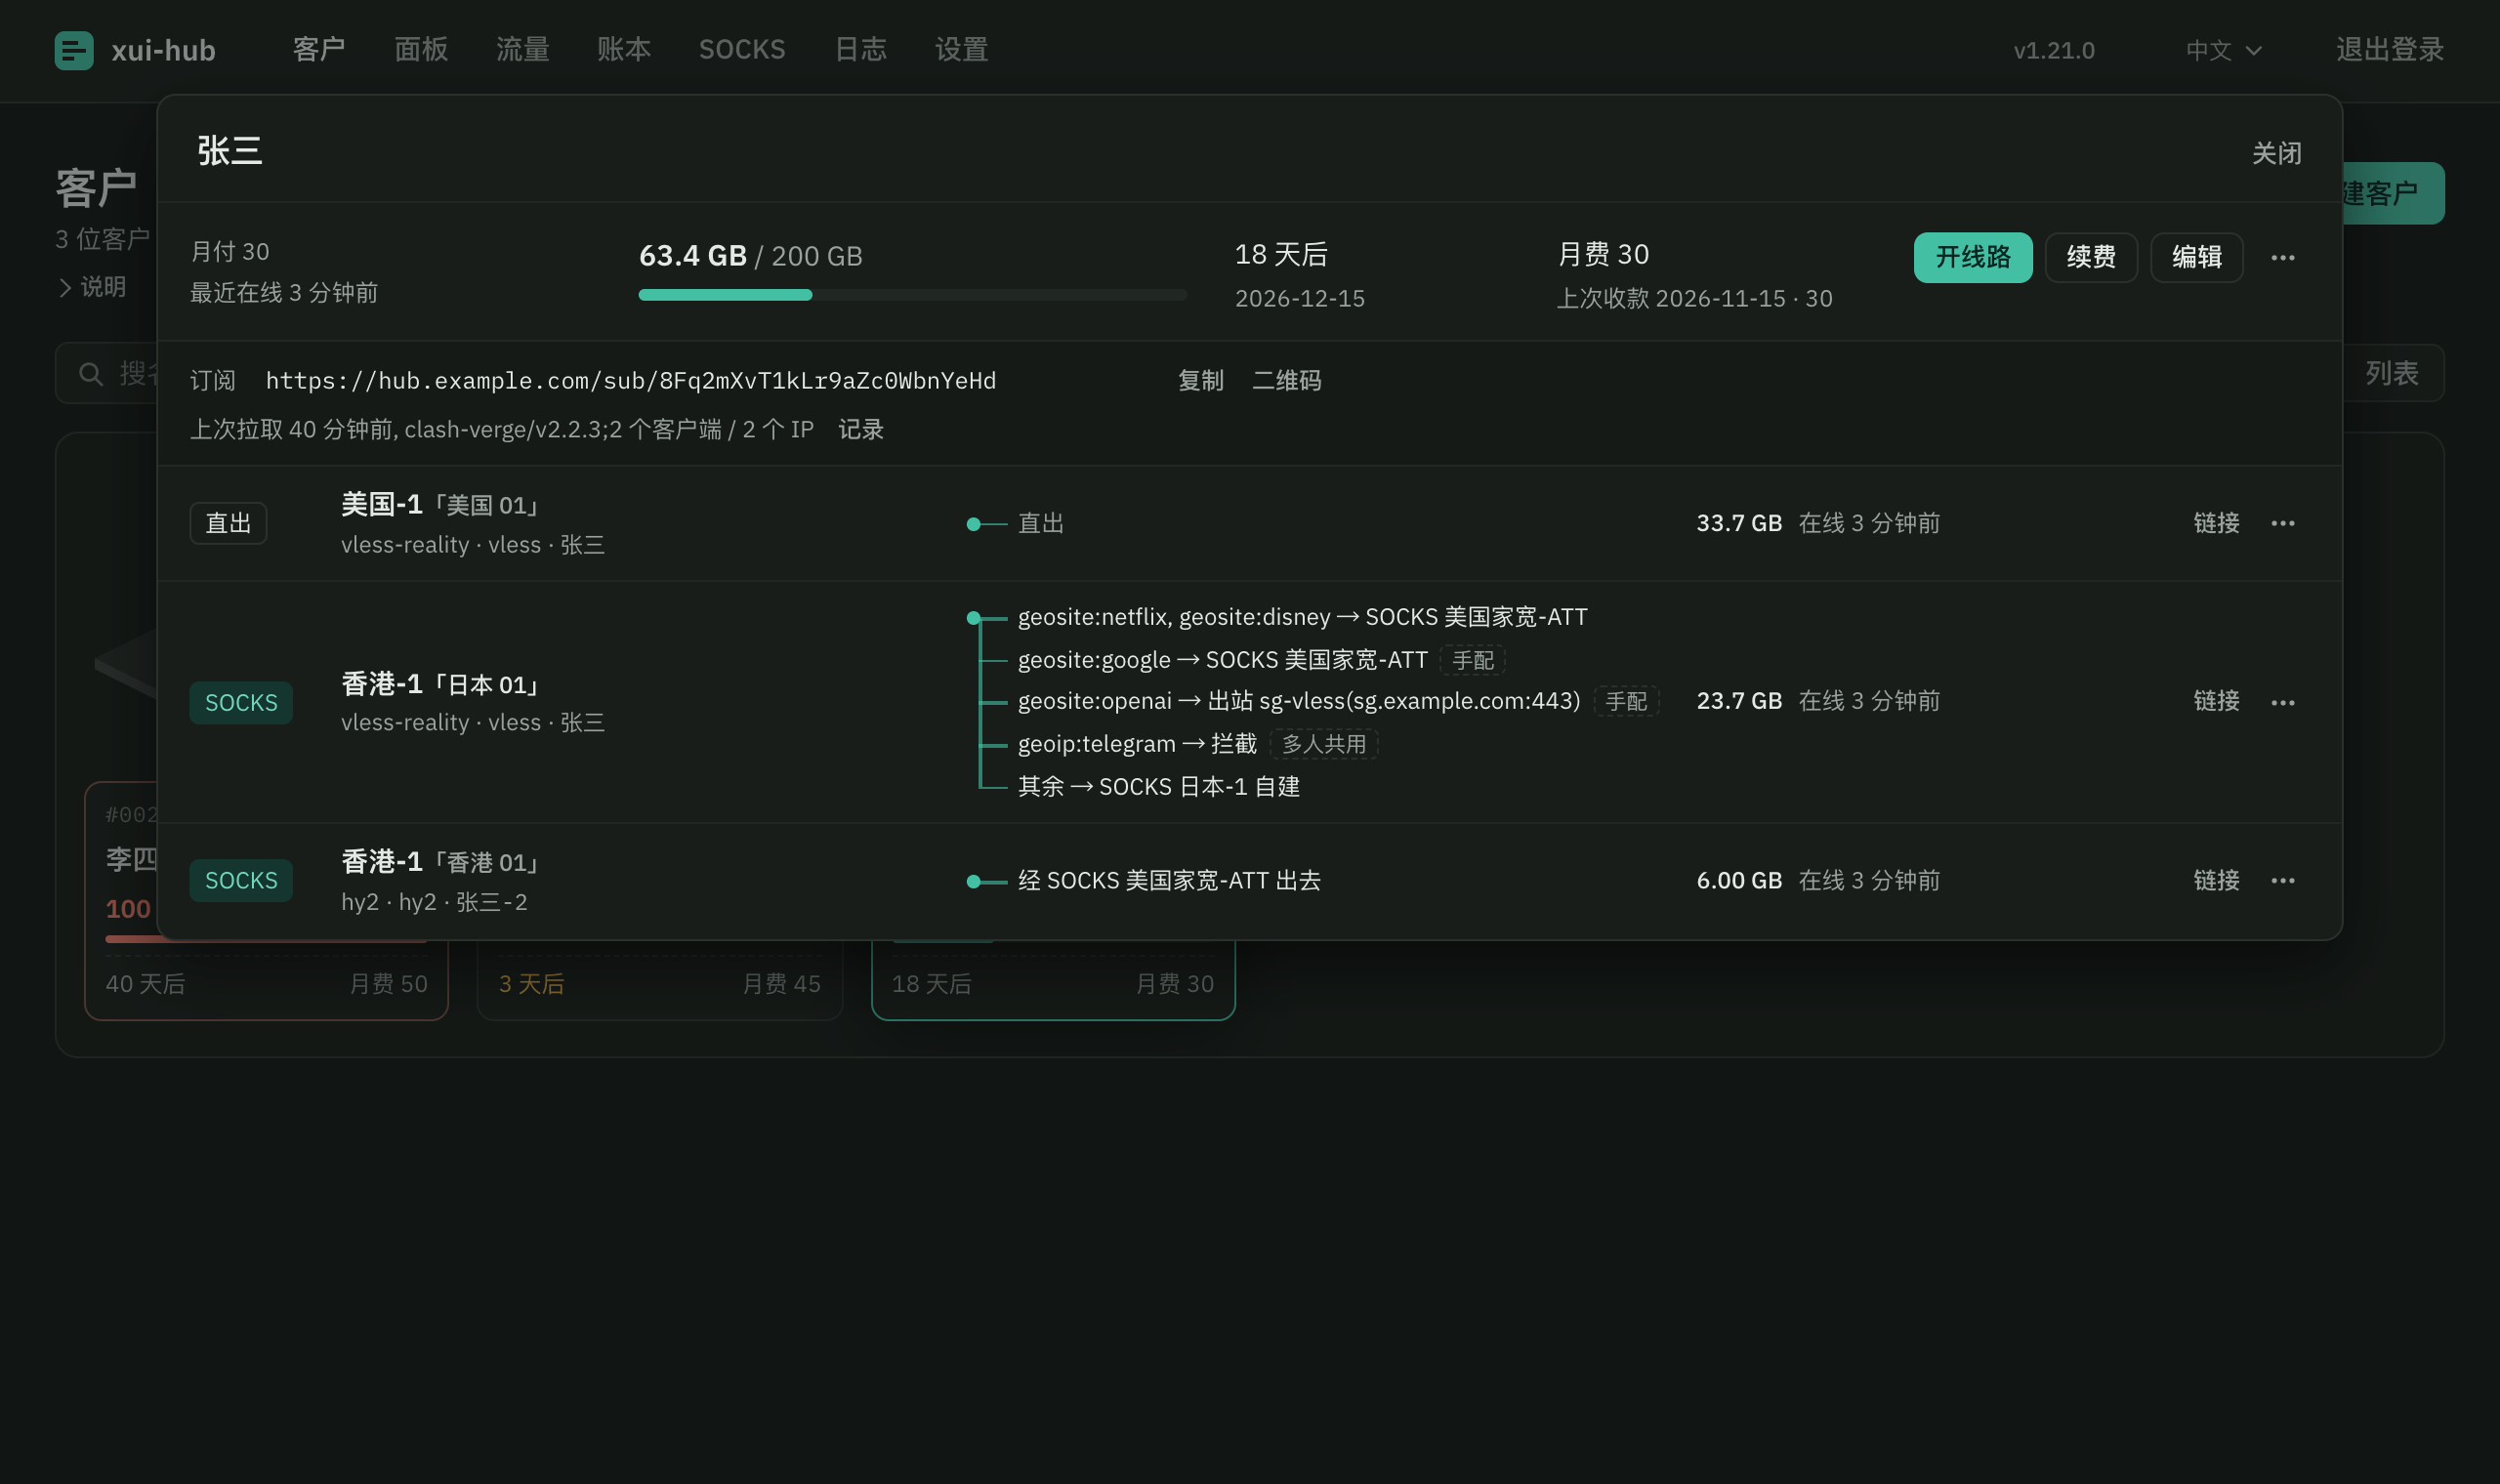 xui-hub 客户 面板 流量 账本 SOCKS 日志 设置 v1.21.0 中文 退出登录
张三 关闭
客户 建客户
3 位客户
说明
月付 30 63.4 GB / 200 GB 18 天后 月费 30 开线路 续费 编辑
最近在线 3 分钟前 2026-12-15 上次收款 2026-11-15 · 30
列表
订阅 https://hub.example.com/sub/8Fq2mXvT1kLr9aZc0WbnYeHd 复制 二维码
上次拉取 40 分钟前, clash-verge/v2.2.3;2 个客户端 / 2 个 IP 记录
直出 美国-1「美国 01」 直出 33.7 GB 在线 3 分钟前 链接
vless-reality · vless · 张三
geosite:netflix, geosite:disney → SOCKS 美国家宽-ATT
geosite:google → SOCKS 美国家宽-ATT 手配
SOCKS 香港-1「日本 01」 geosite:openai → 出站 sg-vless(sg.example.com:443) 手配 23.7 GB 在线 3 分钟前 链接
vless-reality · vless · 张三
geoip:telegram → 拦截 多人共用
其余 → SOCKS 日本-1 自建
SOCKS 香港-1「香港 01」 经 SOCKS 美国家宽-ATT 出去 6.00 GB 在线 3 分钟前 链接
hy2 · hy2 · 张三-2
#002
李四
100
40 天后 月费 50 3 天后 月费 45 18 天后 月费 30